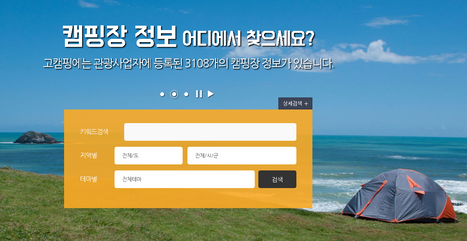 캠핑장 정보 어디에서 찾으세요?
고캠핑에는 관광사업자에 등록된 3108개의 캠핑장 정보가 있습니다.
상세검색 +
키워드검색
지역별 전체/도 전체/시/군
테마별 전체테마 검색